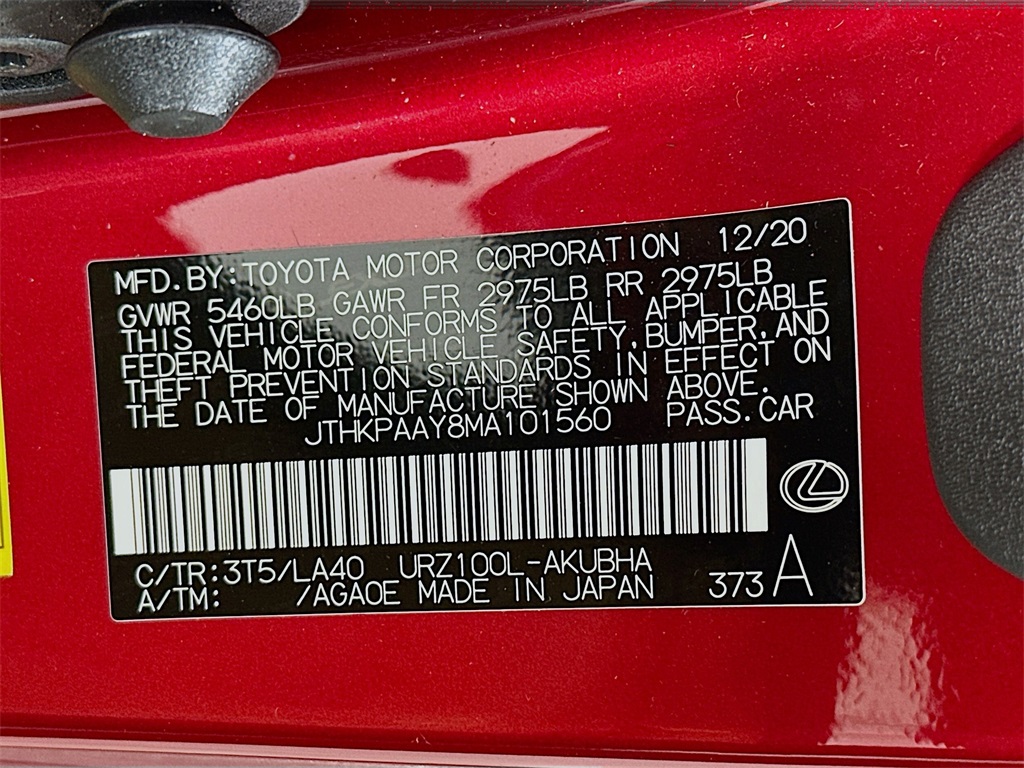 MFD.BY:TOYOTA MOTOR CORPORATION 12/20
GVWR 5460LB GAWR FR 2975LB RR 2975LB
THIS VEHICLE CONFORMS TO ALL APPLICABLE
FEDERAL MOTOR VEHICLE SAFETY,BUMPER,AND
THEFT PREVENTION STANDARDS IN EFFECT ON
THE DATE OF MANUFACTURE SHOWN ABOVE.
JTHKPAAY8MA101560 PASS.CAR
C/TR:3T5/LA40 URZ100L-AKUBHA
A/TM: /AGA0E MADE IN JAPAN 373 A